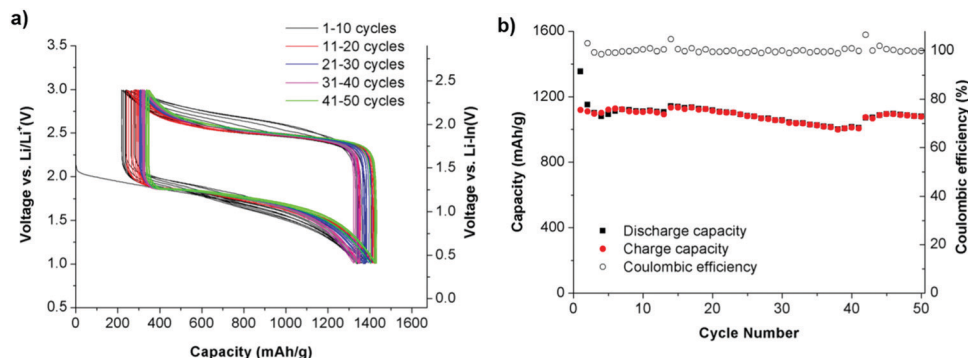 a)
3.5
3.0
2.5
2.0
1.5
1.0
0.5
Voltage vs. Li/Li⁺(V)
1-10 cycles
11-20 cycles
21-30 cycles
31-40 cycles
41-50 cycles
2.5
2.0
1.5
1.0
0.5
0.0
Voltage vs. Li-In(V)
0 200 400 600 800 1000 1200 1400 1600
Capacity (mAh/g)
b)
1600
1400
1200
1000
800
600
400
200
0
Capacity (mAh/g)
Discharge capacity
Charge capacity
Coulombic efficiency
100
80
60
40
20
0
Coulombic efficiency (%)
0 10 20 30 40 50
Cycle Number